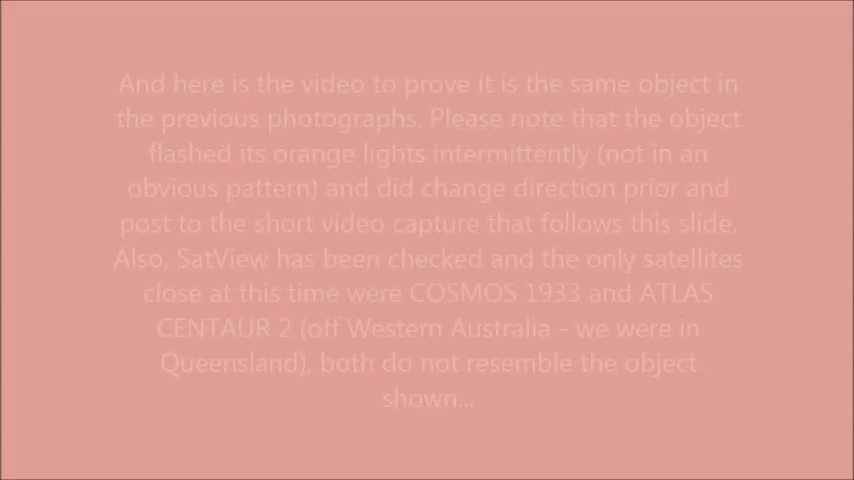 And here is the video to prove it is the same object in
the previous photographs. Please note that the object
flashed its orange lights intermittently (not in an
obvious pattern) and did change direction prior and
post to the short video capture that follows this slide.
Also, SatView has been checked and the only satellites
close at this time were COSMOS 1933 and ATLAS
CENTAUR 2 (off Western Australia - we were in
Queensland), both do not resemble the object
shown...